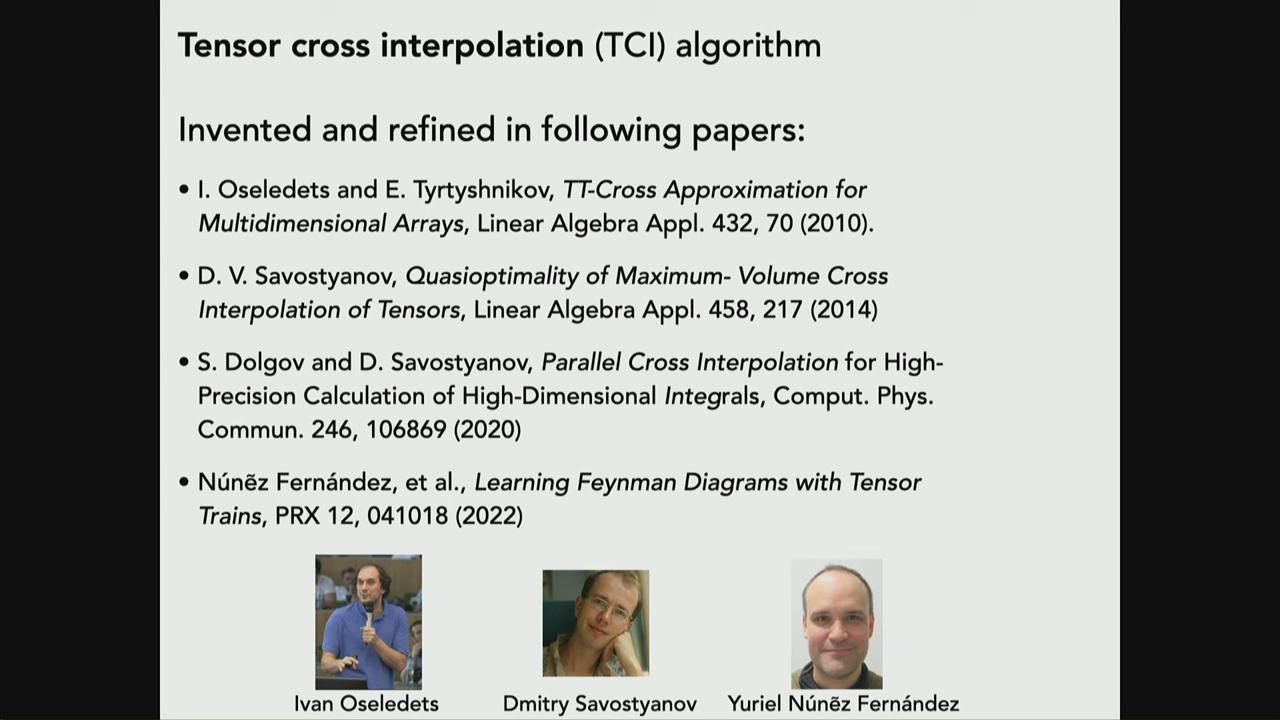 Tensor cross interpolation (TCI) algorithm
Invented and refined in following papers:
• I. Oseledets and E. Tyrtyshnikov, TT-Cross Approximation for
Multidimensional Arrays, Linear Algebra Appl. 432, 70 (2010).
• D. V. Savostyanov, Quasioptimality of Maximum- Volume Cross
Interpolation of Tensors, Linear Algebra Appl. 458, 217 (2014)
• S. Dolgov and D. Savostyanov, Parallel Cross Interpolation for High-
Precision Calculation of High-Dimensional Integrals, Comput. Phys.
Commun. 246, 106869 (2020)
• Núnẽz Fernández, et al., Learning Feynman Diagrams with Tensor
Trains, PRX 12, 041018 (2022)
Ivan Oseledets
Dmitry Savostyanov
Yuriel Núnẽz Fernández